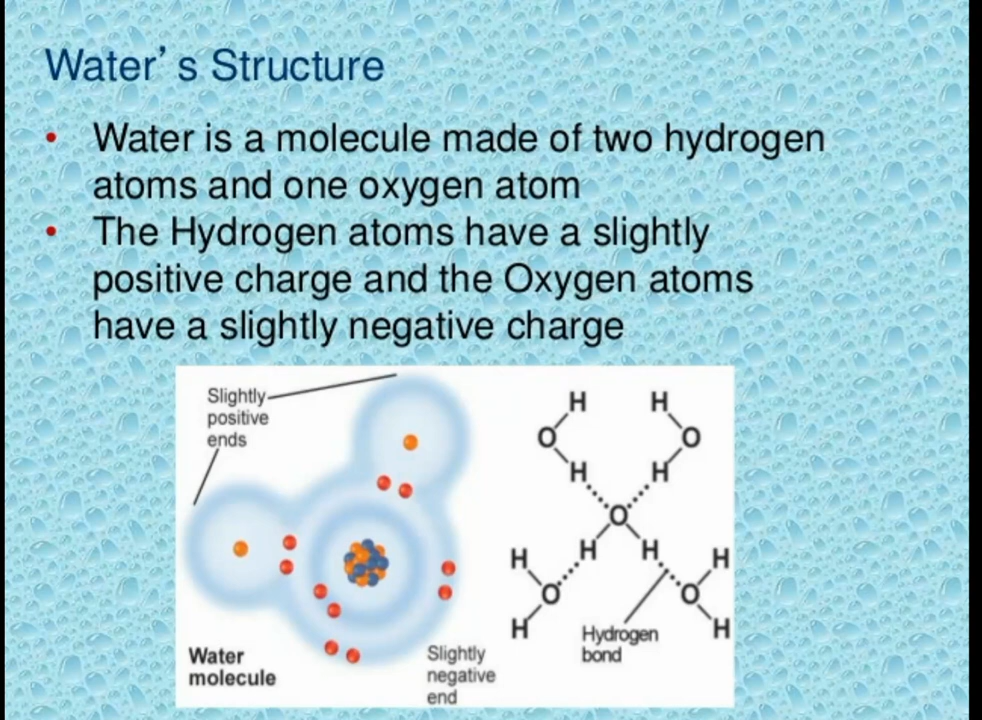 Water's Structure
• Water is a molecule made of two hydrogen
atoms and one oxygen atom
• The Hydrogen atoms have a slightly
positive charge and the Oxygen atoms
have a slightly negative charge
Slightly
positive
ends
Water
molecule
Slightly
negative
end
H H
O O
H H
O
H H H H
O O
H H
Hydrogen
bond